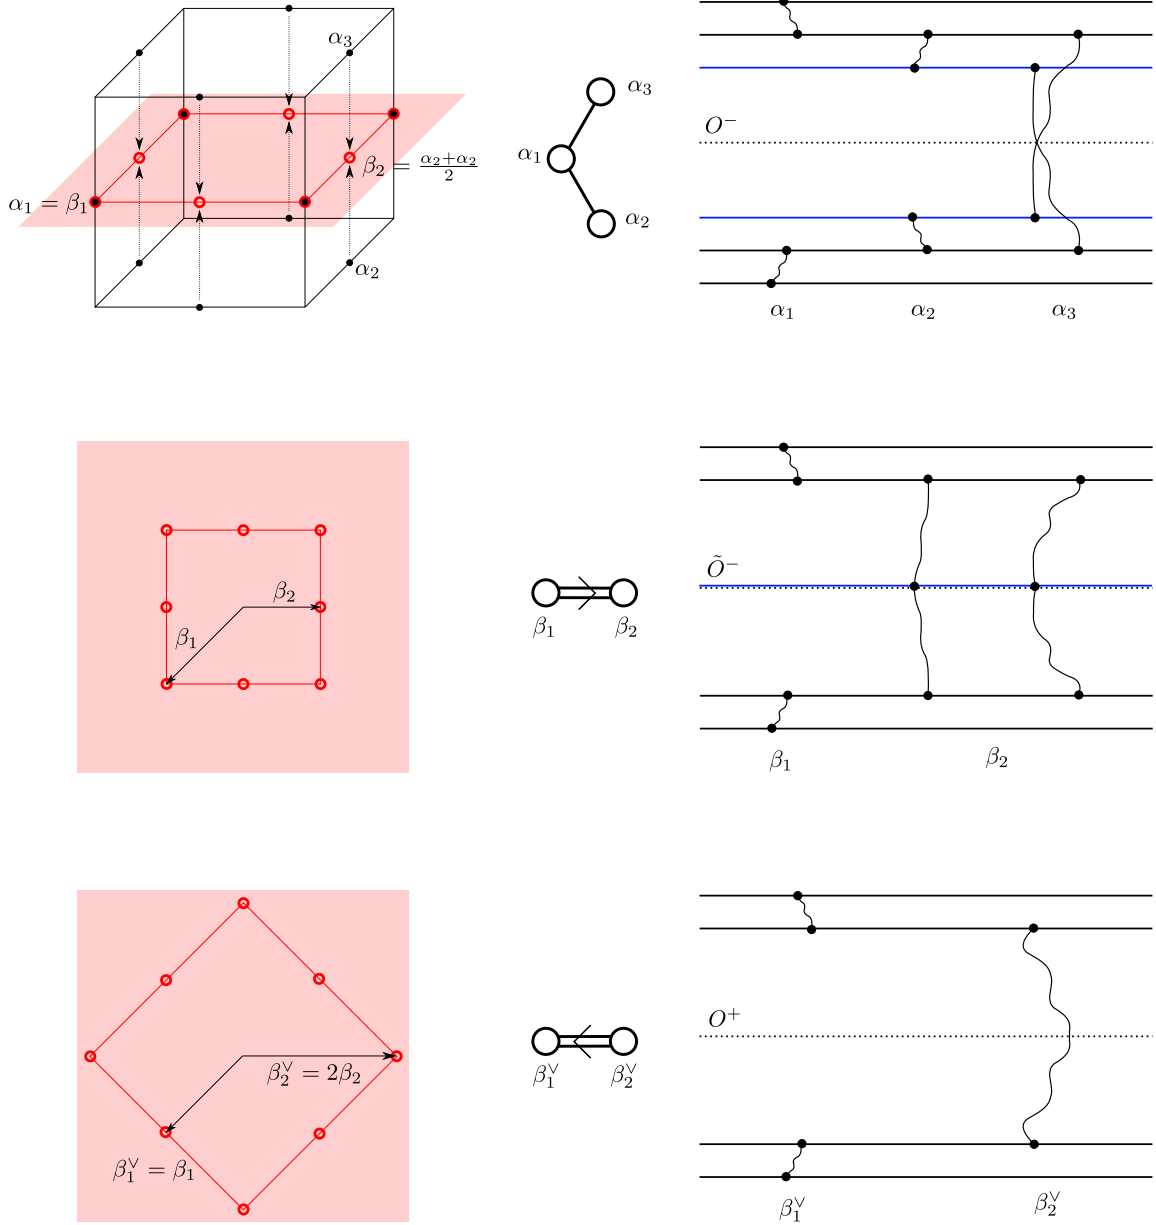 α₃
β₂ = (α₂+α₂)/2
α₁ = β₁
α₂
α₃
α₁
α₂
O⁻
α₁ α₂ α₃
β₂
β₁
β₁ β₂
Õ⁻
β₁ β₂
β₂^∨ = 2β₂
β₁^∨ = β₁
β₁^∨ β₂^∨
O⁺
β₁^∨ β₂^∨